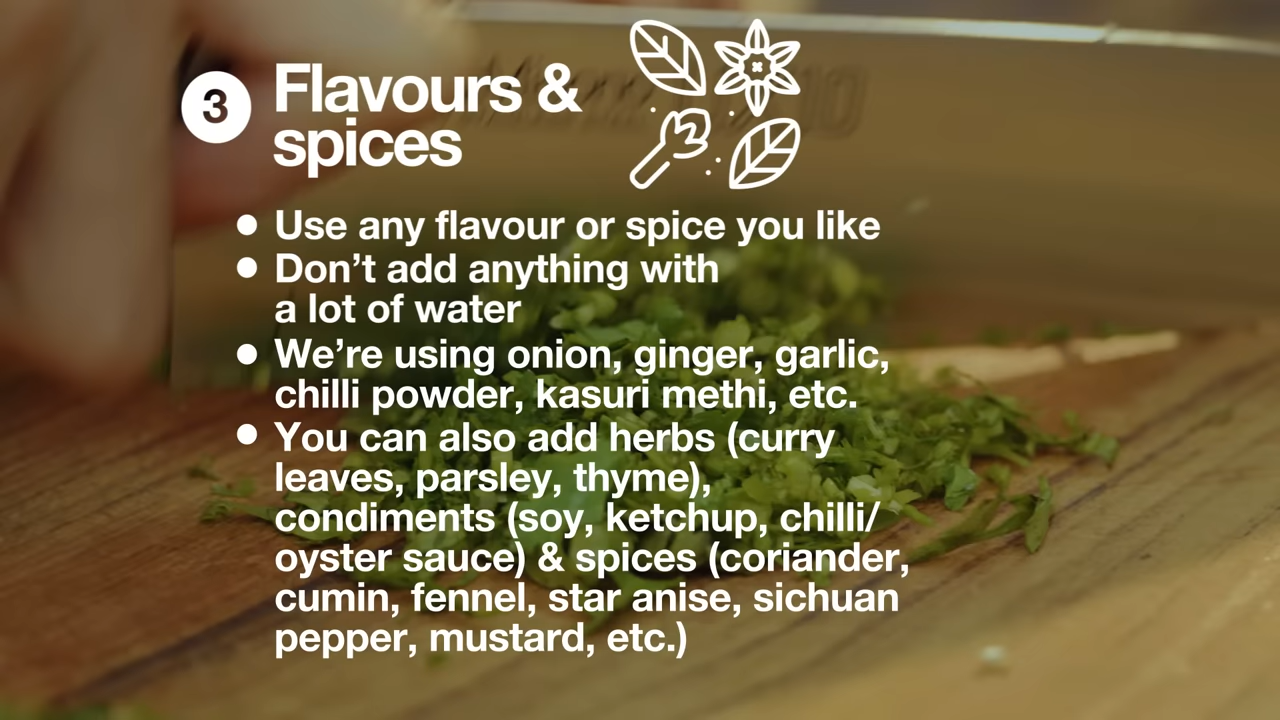 3
Flavours &
spices
● Use any flavour or spice you like
● Don’t add anything with
a lot of water
● We’re using onion, ginger, garlic,
chilli powder, kasuri methi, etc.
● You can also add herbs (curry
leaves, parsley, thyme),
condiments (soy, ketchup, chilli/
oyster sauce) & spices (coriander,
cumin, fennel, star anise, sichuan
pepper, mustard, etc.)